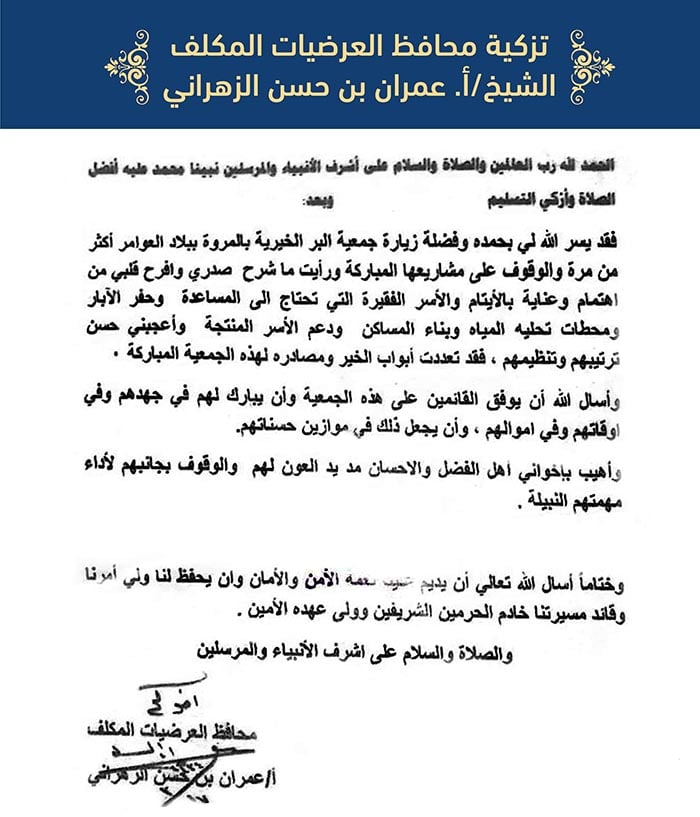 تزكية محافظ العرضيات المكلف
الشيخ/أ. عمران بن حسن الزهراني
الحمد لله رب العالمين والصلاة والسلام على أشرف الأنبياء والمرسلين نبينا محمد عليه أفضل
الصلاة وأزكي التسليم وبعد:
فقد يسر الله لي بحمده وفضلة زيارة جمعية البر الخيرية بالمروة ببلاد العوامر أكثر
من مرة والوقوف على مشاريعها المباركة ورأيت ما شرح صدري وافرح قلبي من
اهتمام وعناية بالأيتام والأسر الفقيرة التي تحتاج الى المساعدة وحفر الآبار
ومحطات تحليه المياه وبناء المساكن ودعم الأسر المنتجة وأعجبني حسن
ترتيبهم وتنظيمهم ، فقد تعددت أبواب الخير ومصادره لهذه الجمعية المباركة .
وأسال الله أن يوفق القائمين على هذه الجمعية وأن يبارك لهم في جهدهم وفي
اوقاتهم وفي اموالهم ، وأن يجعل ذلك في موازين حسناتهم.
وأهيب بإخواني أهل الفضل والاحسان مد يد العون لهم والوقوف بجانبهم لأداء
مهمتهم النبيلة .
وختاماً أسال الله تعالي أن يديم نعمة الأمن والأمان وان يحفظ لنا ولي أمرنا
وقائد مسيرتنا خادم الحرمين الشريفين وولى عهده الأمين .
والصلاة والسلام على اشرف الأنبياء والمرسلين
محافظ العرضيات المكلف
أ/عمران بن حسن الزهراني